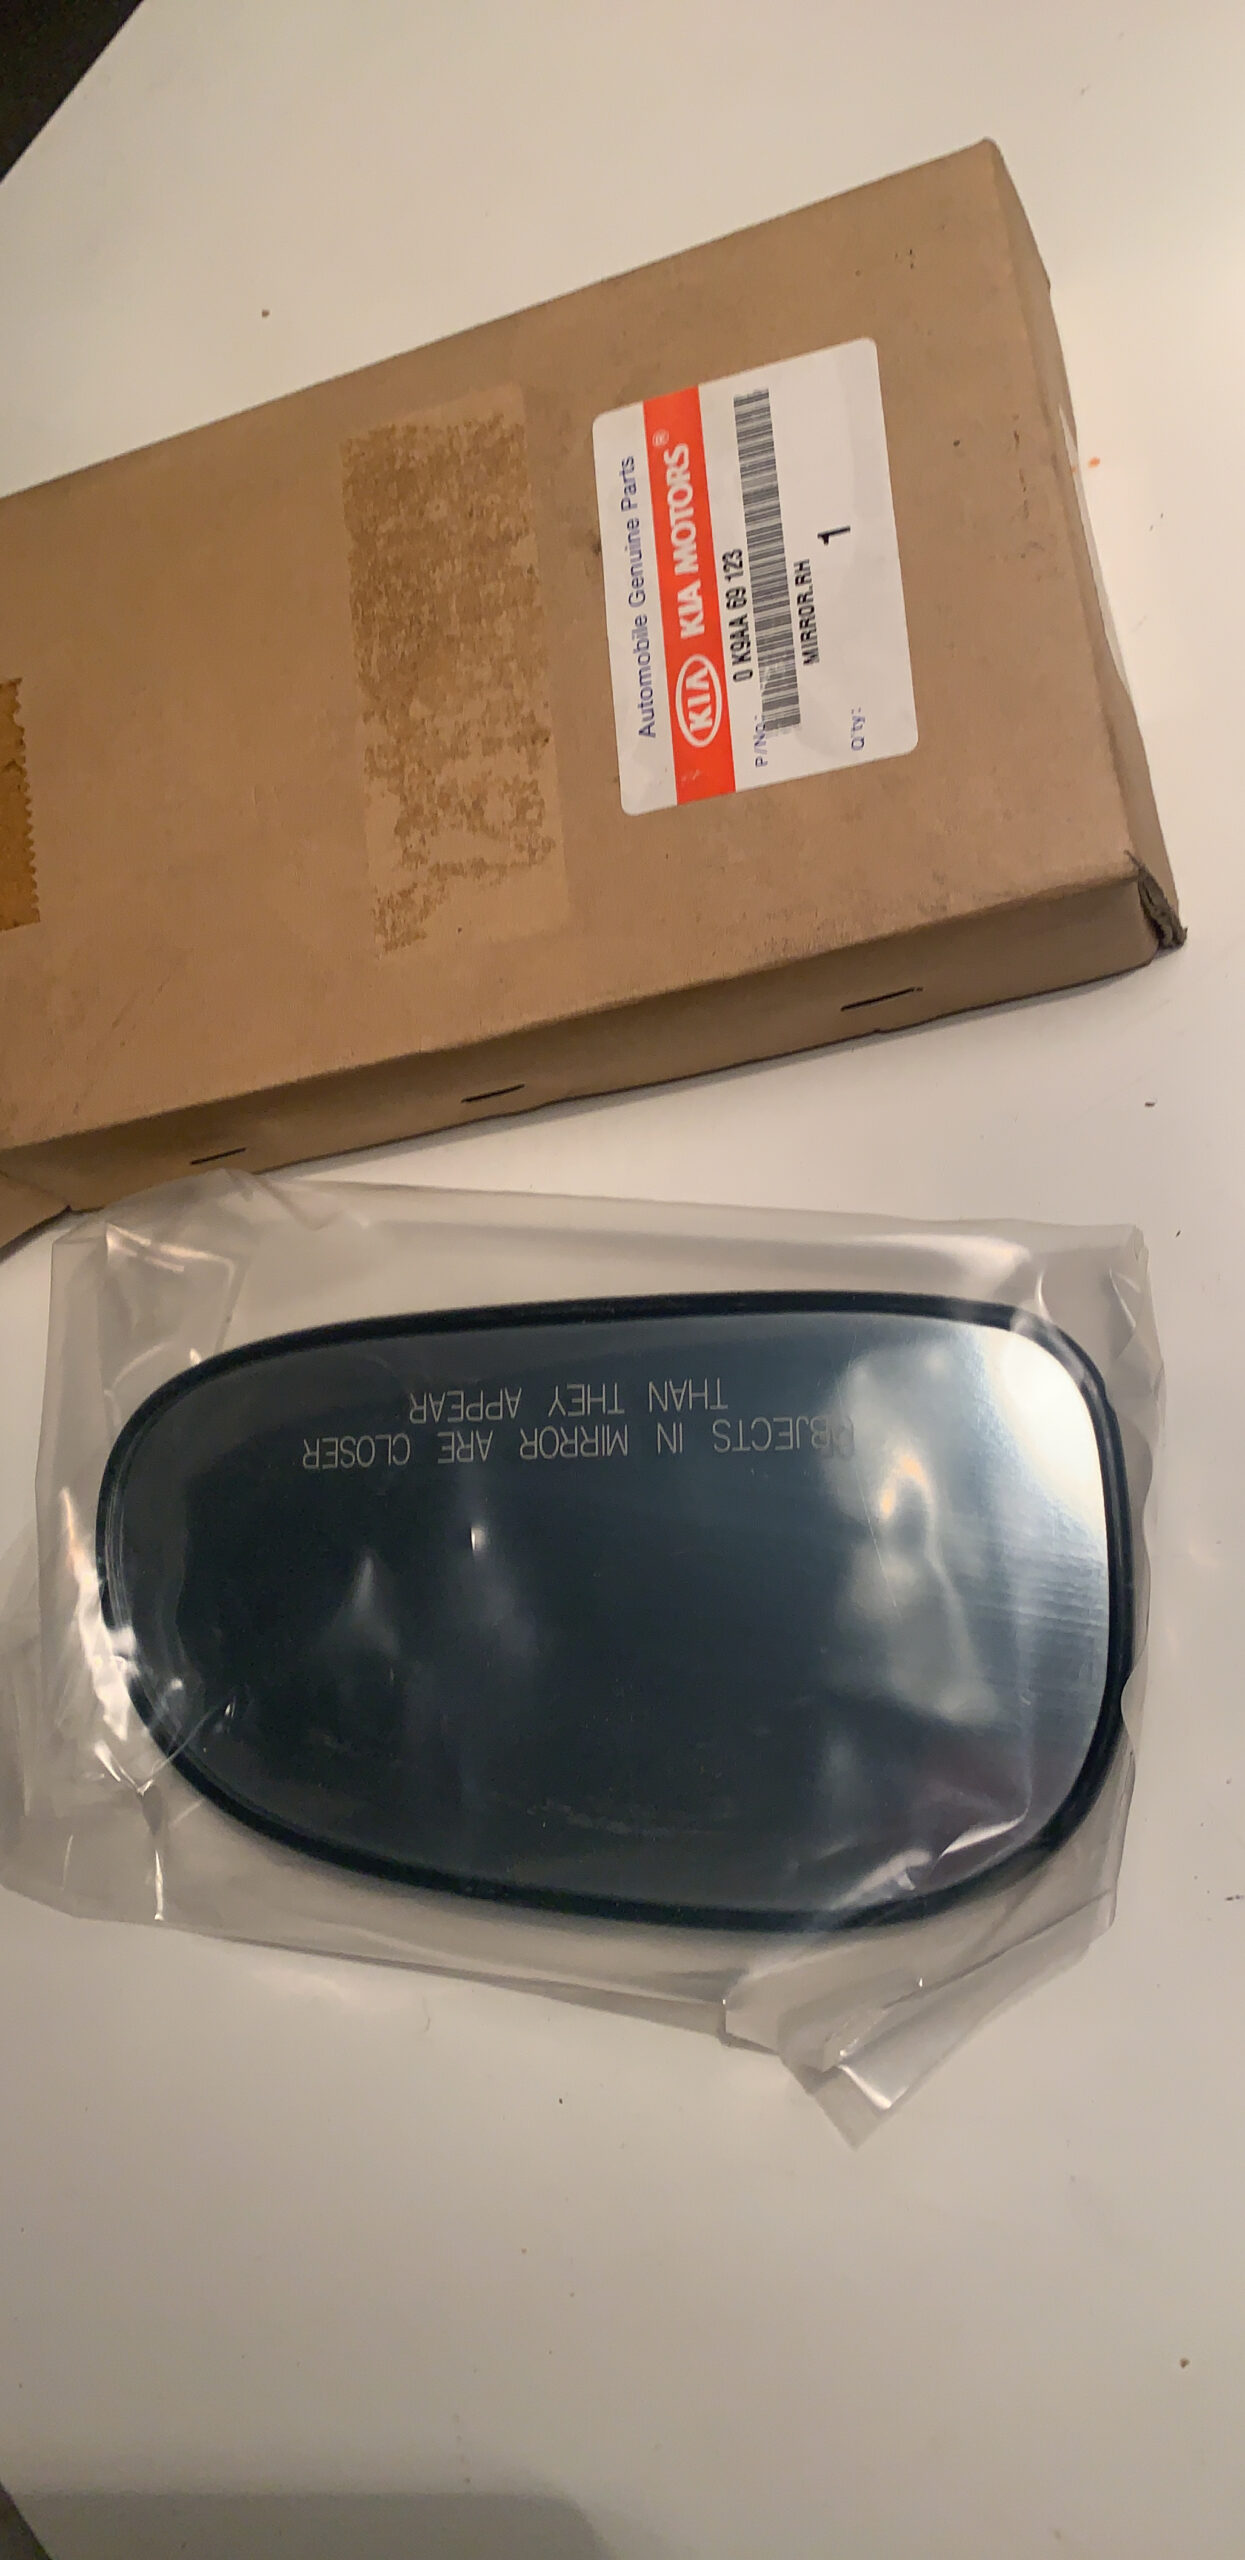 Automobile Genuine Parts
KIA KIA MOTORS®
P/No: 0 K9AA 69 123
MIRROR.RH
Q'ty: 1
OBJECTS IN MIRROR ARE CLOSER
THAN THEY APPEAR